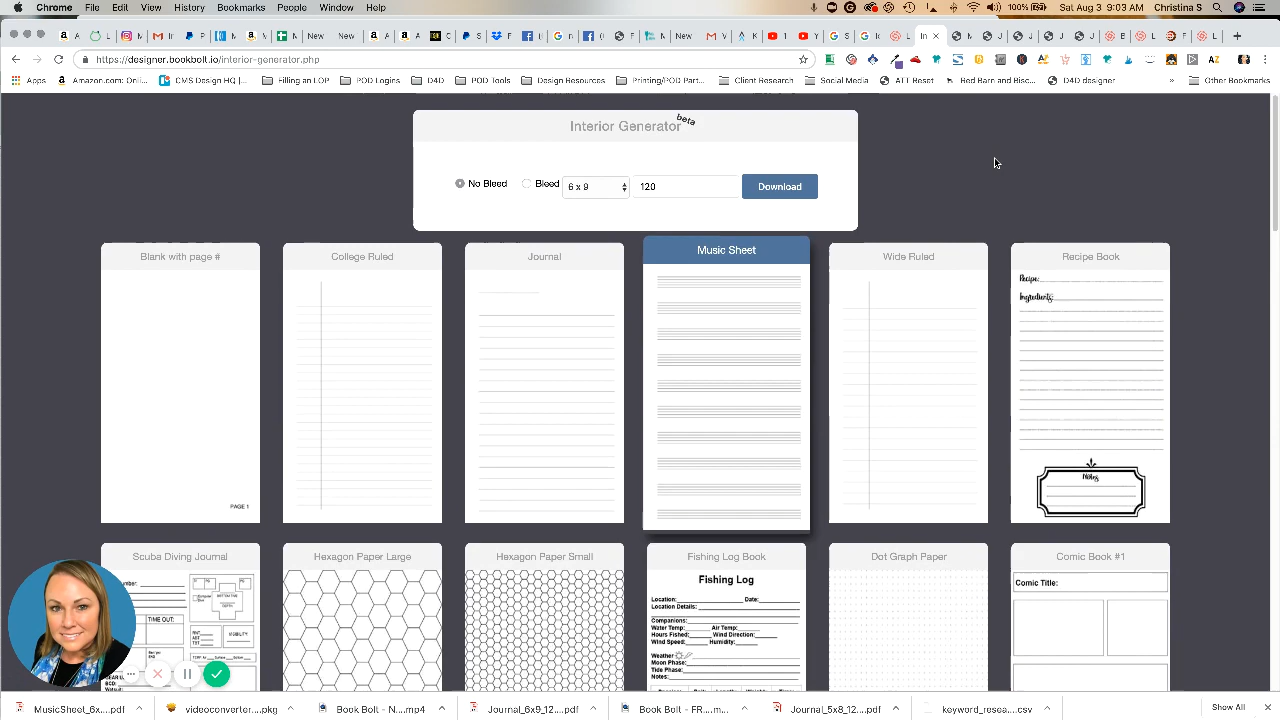 Chrome File Edit View History Bookmarks People Window Help
100% Sat Aug 3 9:03 AM Christina S
https://designer.bookbolt.io/interior-generator.php
Apps Amazon.com: Onli... CMS Design HQ |... Filling in LOP POD Logins D4D POD Tools Design Resources Printing/POD Part... Client Research Social Media ATT Reset Red Barn and Bisc... D4D designer » Other Bookmarks
Interior Generator beta
No Bleed Bleed 6 x 9 120 Download
Blank with page # College Ruled Journal Music Sheet Wide Ruled Recipe Book
Recipe:
Ingredients:
Notes
PAGE 1
Scuba Diving Journal Hexagon Paper Large Hexagon Paper Small Fishing Log Book Dot Graph Paper Comic Book #1
Fishing Log
Comic Title:
Location: Date:
Location Details:
Companions:
Water Temp: Air Temp:
Hours Fished: Wind Direction:
Wind Speed: Humidity:
Weather
Moon Phase:
Tide Phase:
Notes:
TIME OUT:
VISIBILITY:
MusicSheet_6x....pdf videoconverter....pkg Book Bolt - N....mp4 Journal_6x9_12....pdf Book Bolt - FR....m... Journal_5x8_12....pdf keyword_resea....csv Show All